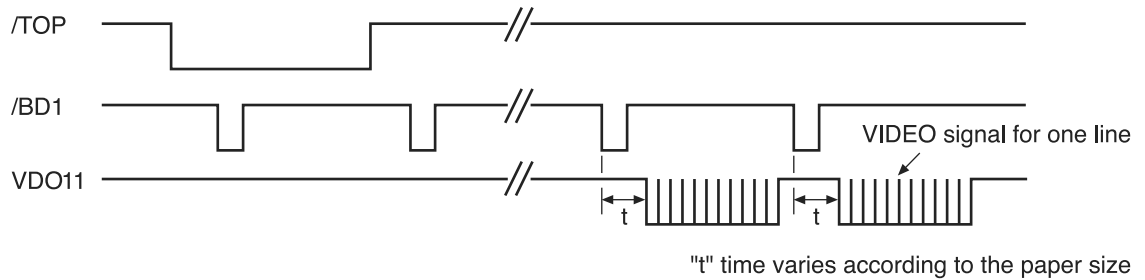 /TOP
/BD1
VIDEO signal for one line
VDO11
t
t
"t" time varies according to the paper size